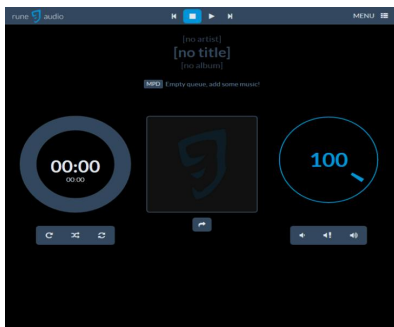 rune audio
MENU
[no artist]
[no title]
[no album]
MPD Empty queue, add some music!
00:00
00:00
100